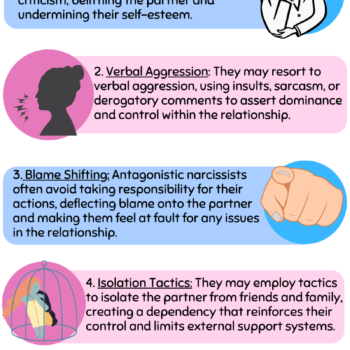 criticism, belittling the partner and
undermining their self-esteem.
2. Verbal Aggression: They may resort to
verbal aggression, using insults, sarcasm, or
derogatory comments to assert dominance
and control within the relationship.
3. Blame Shifting: Antagonistic narcissists
often avoid taking responsibility for their
actions, deflecting blame onto the partner
and making them feel at fault for any issues
in the relationship.
4. Isolation Tactics: They may employ tactics
to isolate the partner from friends and family,
creating a dependency that reinforces their
control and limits external support systems.